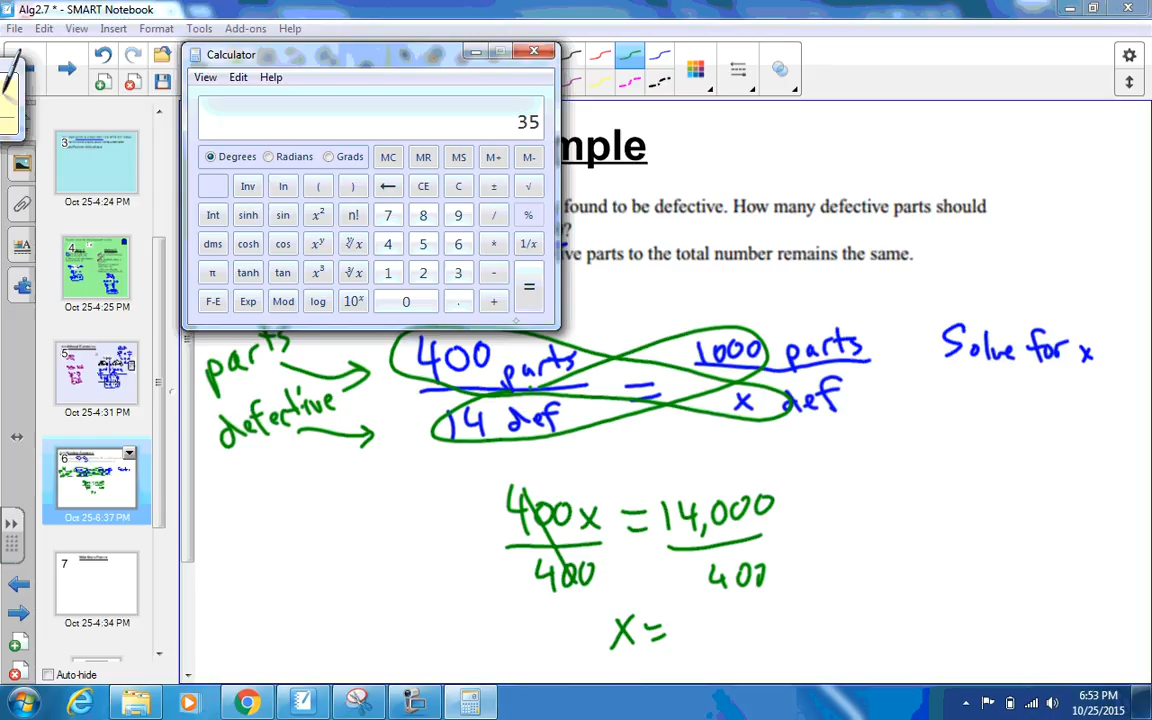 Alg2.7 * - SMART Notebook
File Edit View Insert Format Tools Add-ons Help
Calculator
View Edit Help
35
Degrees Radians Grads MC MR MS M+ M-
Inv ln ( ) ← CE C ± √
Int sinh sin x² n! 7 8 9 / %
dms cosh cos xʸ ʸ√x 4 5 6 * 1/x
π tanh tan x³ ³√x 1 2 3 - =
F-E Exp Mod log 10ˣ 0 . +
mple
found to be defective. How many defective parts should
?
ve parts to the total number remains the same.
parts
defective
400 parts = 1000 parts
14 def x def
Solve for x
400x = 14,000
400 400
x =
3
Oct 25-4:24 PM
4
Oct 25-4:25 PM
5
Oct 25-4:31 PM
6
Oct 25-6:37 PM
7
Oct 25-4:34 PM
Auto-hide
6:53 PM
10/25/2015